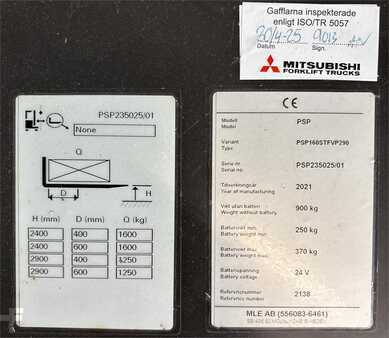 Gafflarna inspekterade
enligt ISO/TR 5057
30/4-25 9013
Datum Sign.
MITSUBISHI
FORKLIFT TRUCKS
PSP235025/01
None
Q
D
H
H (mm) D (mm) Q (kg)
2400 400 1600
2400 600 1600
2900 400 1250
2900 600 1250
CE
Modell PSP
Model
Variant PSP160STFVP290
Type
Serie nr. PSP235025/01
Serial no.
Tillverkningsår 2021
Year of manufacturing
Vikt utan batteri 900 kg
Weight without battery
Batterivikt min. 250 kg
Battery weight min.
Batterivikt max. 370 kg
Battery weight max.
Batterispänning 24 V
Battery voltage
Referensnummer 2138
Reference number
MLE AB (556083-6461)